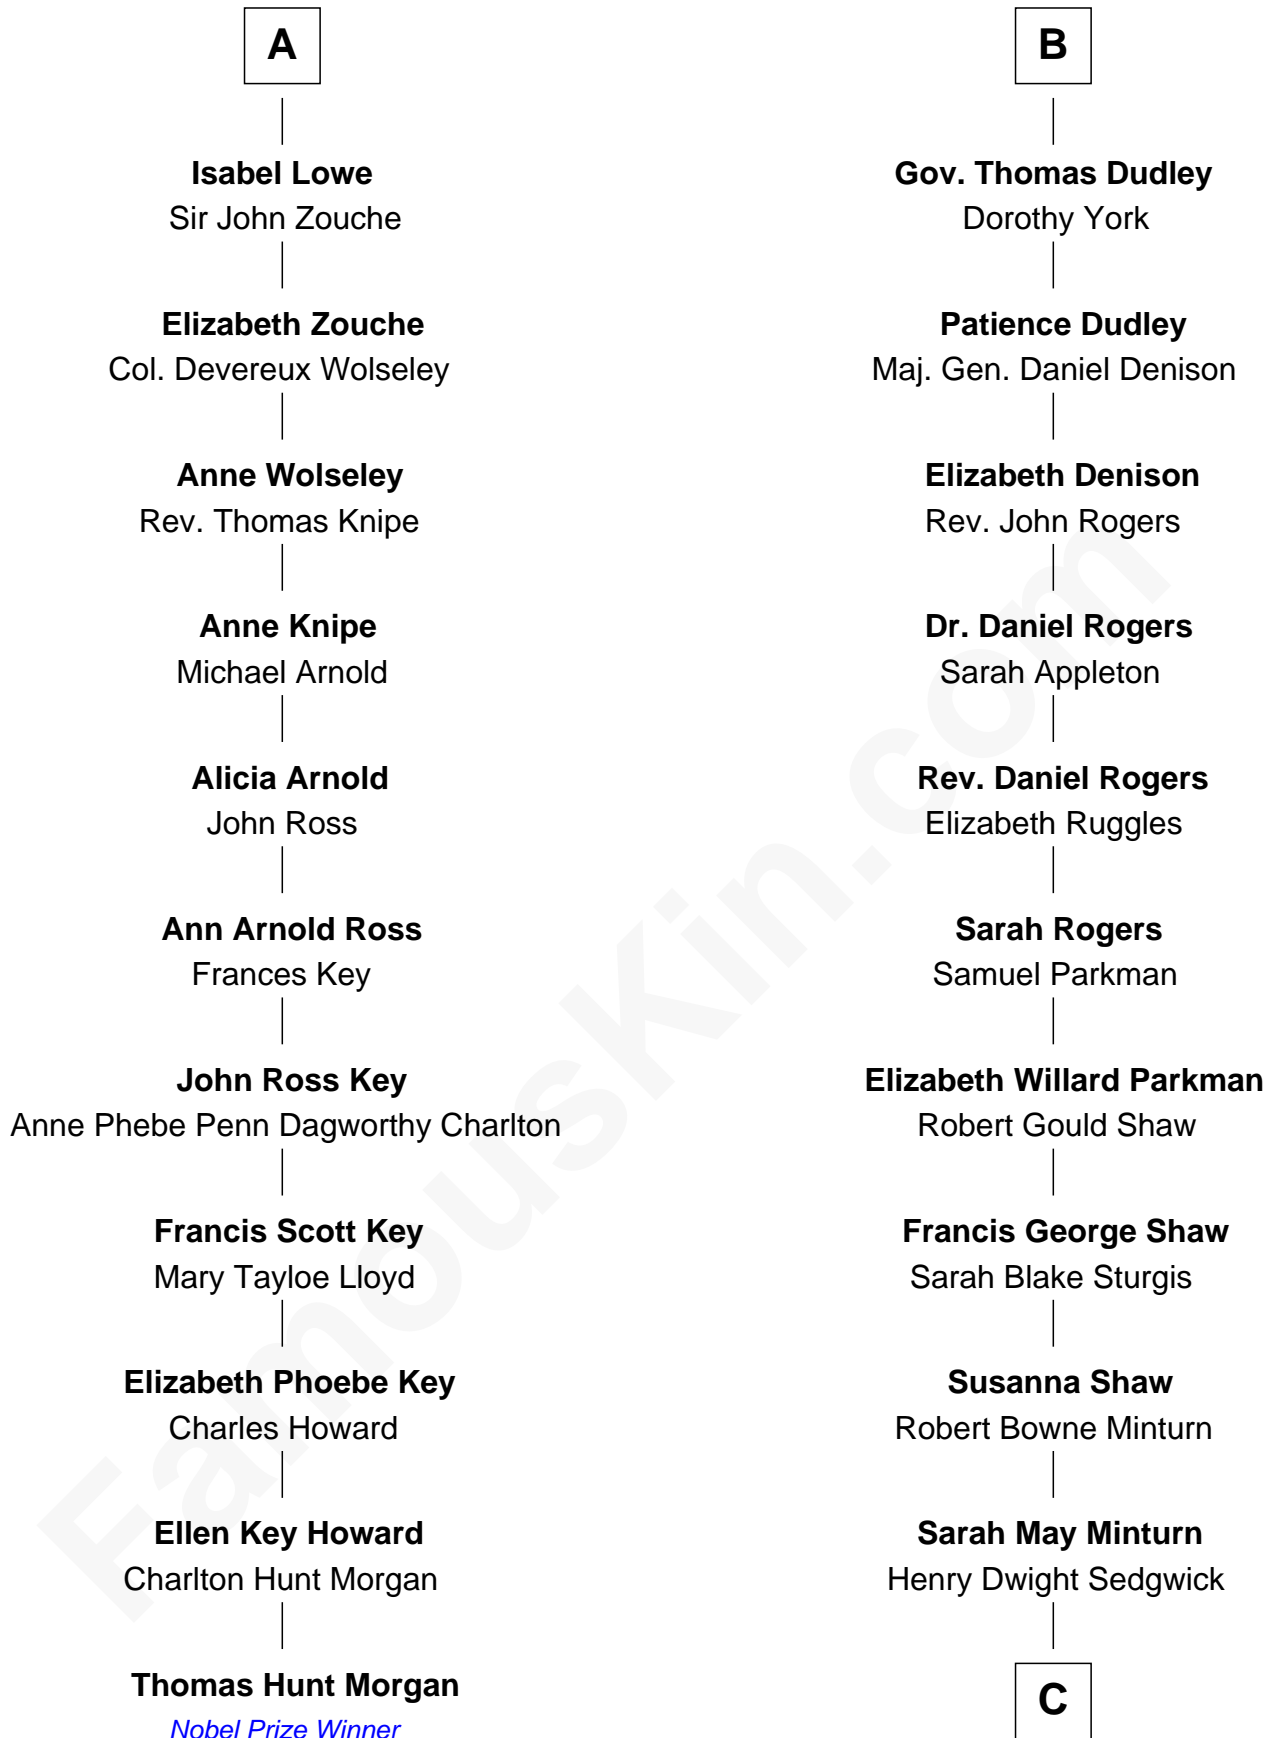 A
Isabel Lowe
Sir John Zouche
Elizabeth Zouche
Col. Devereux Wolseley
Anne Wolseley
Rev. Thomas Knipe
Anne Knipe
Michael Arnold
Alicia Arnold
John Ross
Ann Arnold Ross
Frances Key
John Ross Key
Anne Phebe Penn Dagworthy Charlton
Francis Scott Key
Mary Tayloe Lloyd
Elizabeth Phoebe Key
Charles Howard
Ellen Key Howard
Charlton Hunt Morgan
Thomas Hunt Morgan
Nobel Prize Winner
B
Gov. Thomas Dudley
Dorothy York
Patience Dudley
Maj. Gen. Daniel Denison
Elizabeth Denison
Rev. John Rogers
Dr. Daniel Rogers
Sarah Appleton
Rev. Daniel Rogers
Elizabeth Ruggles
Sarah Rogers
Samuel Parkman
Elizabeth Willard Parkman
Robert Gould Shaw
Francis George Shaw
Sarah Blake Sturgis
Susanna Shaw
Robert Bowne Minturn
Sarah May Minturn
Henry Dwight Sedgwick
C
FamousKin.com